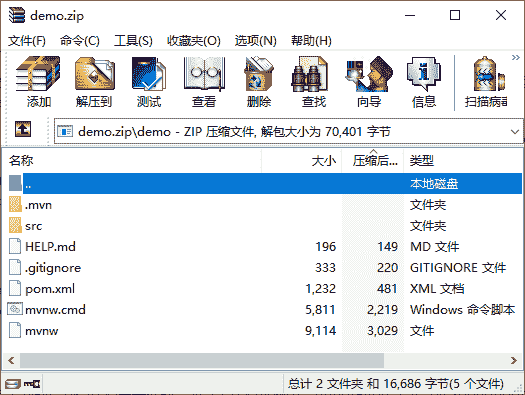 demo.zip
文件(F) 命令(C) 工具(S) 收藏夹(O) 选项(N) 帮助(H)
添加 解压到 测试 查看 删除 查找 向导 信息 扫描病毒
demo.zip\demo - ZIP 压缩文件, 解包大小为 70,401 字节
名称 大小 压缩后... 类型
.. 本地磁盘
.mvn 文件夹
src 文件夹
HELP.md 196 149 MD 文件
.gitignore 333 220 GITIGNORE 文件
pom.xml 1,232 481 XML 文档
mvnw.cmd 5,811 2,219 Windows 命令脚本
mvnw 9,114 3,029 文件
总计 2 文件夹 和 16,686 字节(5 个文件)